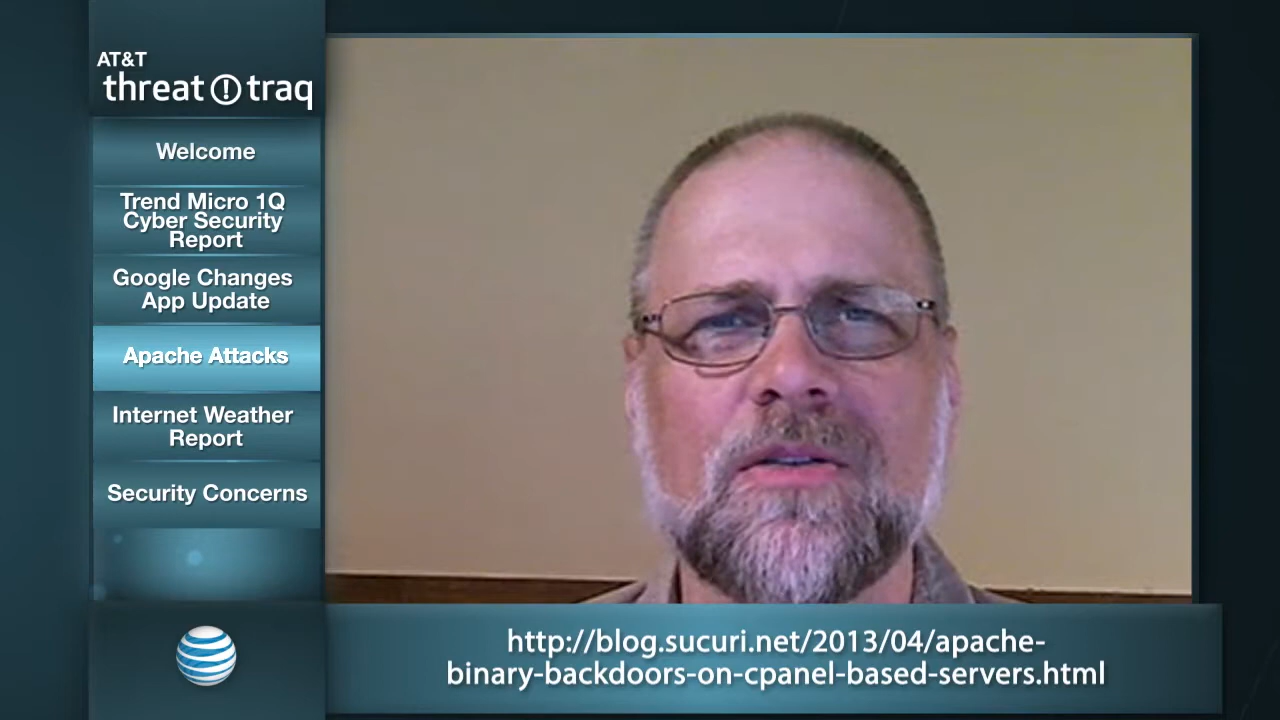 AT&T
threat traq
Welcome
Trend Micro 1Q
Cyber Security
Report
Google Changes
App Update
Apache Attacks
Internet Weather
Report
Security Concerns
http://blog.sucuri.net/2013/04/apache-
binary-backdoors-on-cpanel-based-servers.html